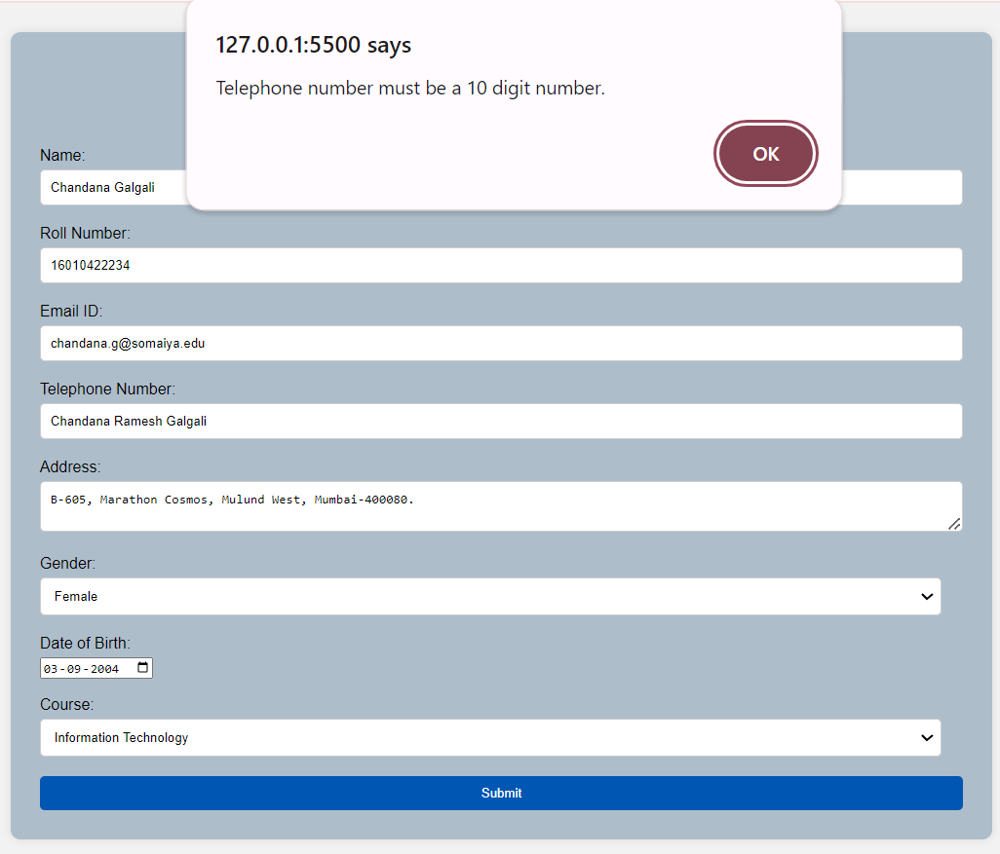 127.0.0.1:5500 says
Telephone number must be a 10 digit number.
OK
Name:
Chandana Galgali
Roll Number:
16010422234
Email ID:
chandana.g@somaiya.edu
Telephone Number:
Chandana Ramesh Galgali
Address:
B-605, Marathon Cosmos, Mulund West, Mumbai-400080.
Gender:
Female
Date of Birth:
03-09-2004
Course:
Information Technology
Submit